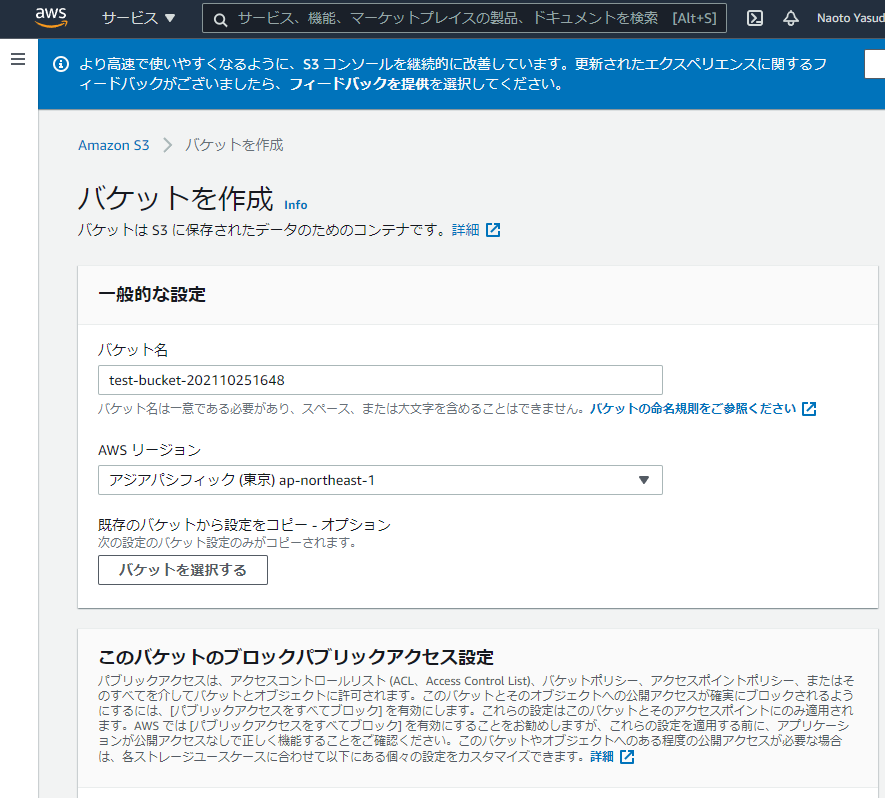 aws サービス ▼ サービス、機能、マーケットプレイスの製品、ドキュメントを検索 [Alt+S] Naoto Yasud
より高速で使いやすくなるように、S3 コンソールを継続的に改善しています。更新されたエクスペリエンスに関するフ
ィードバックがございましたら、フィードバックを提供を選択してください。
Amazon S3 > バケットを作成
バケットを作成 Info
バケットは S3 に保存されたデータのためのコンテナです。詳細
一般的な設定
バケット名
test-bucket-202110251648
バケット名は一意である必要があり、スペース、または大文字を含めることはできません。バケットの命名規則をご参照ください
AWS リージョン
アジアパシフィック (東京) ap-northeast-1
既存のバケットから設定をコピー - オプション
次の設定のバケット設定のみがコピーされます。
バケットを選択する
このバケットのブロックパブリックアクセス設定
パブリックアクセスは、アクセスコントロールリスト (ACL、Access Control List)、バケットポリシー、アクセスポイントポリシー、またはそ
のすべてを介してバケットとオブジェクトに許可されます。このバケットとそのオブジェクトへの公開アクセスが確実にブロックされるよう
にするには、[パブリックアクセスをすべてブロック] を有効にします。これらの設定はこのバケットとそのアクセスポイントにのみ適用されま
す。AWS では [パブリックアクセスをすべてブロック] を有効にすることをお勧めしますが、これらの設定を適用する前に、アプリケーシ
ョンが公開アクセスなしで正しく機能することをご確認ください。このバケットやオブジェクトへのある程度の公開アクセスが必要な場合
は、各ストレージユースケースに合わせて以下にある個々の設定をカスタマイズできます。詳細